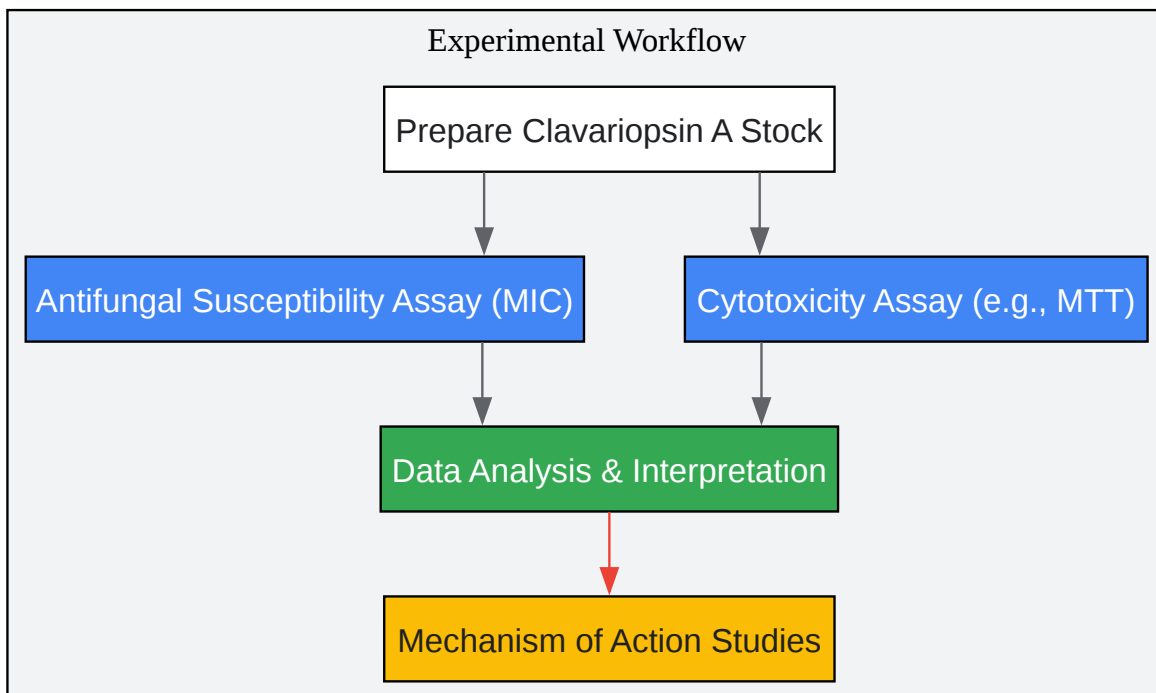 Experimental Workflow
Prepare Clavariopsin A Stock
Antifungal Susceptibility Assay (MIC)
Cytotoxicity Assay (e.g., MTT)
Data Analysis & Interpretation
Mechanism of Action Studies